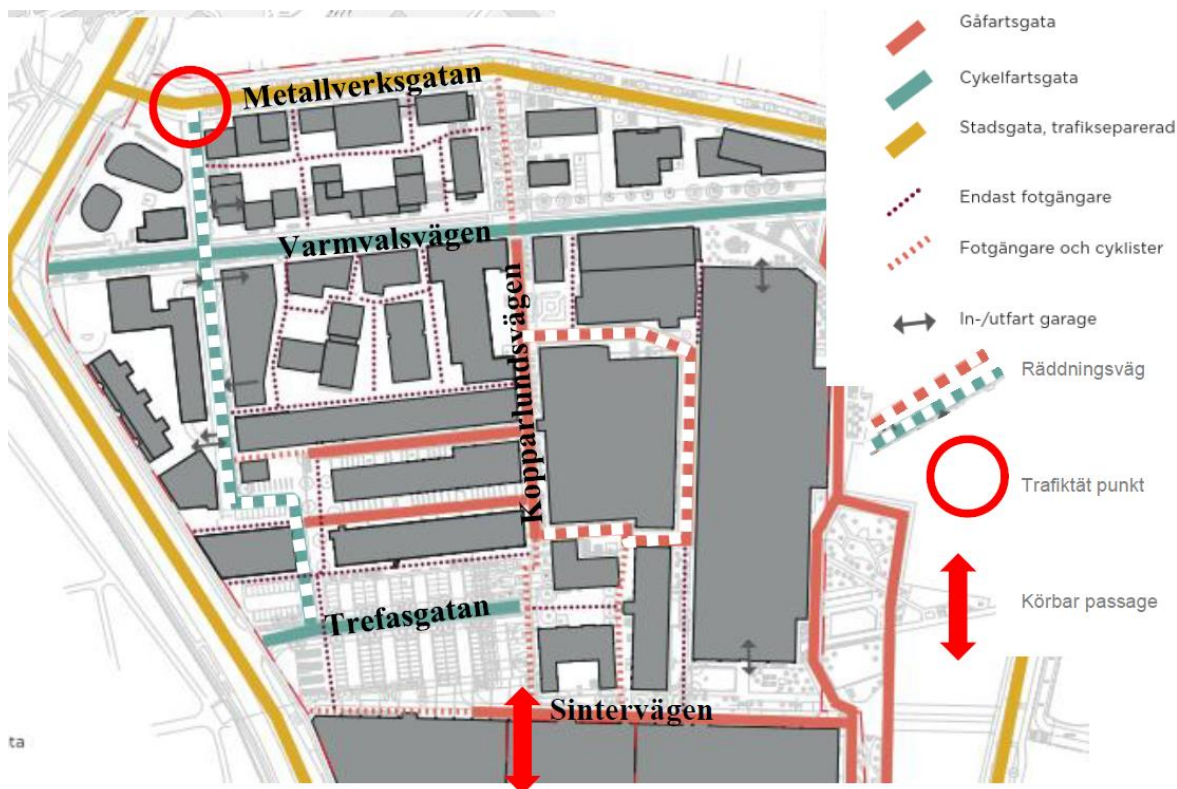 Gåfartsgata
Cykelfartsgata
Stadsgata, trafikseparerad
Endast fotgängare
Fotgängare och cyklister
In-/utfart garage
Räddningsväg
Trafiktät punkt
Körbar passage
Metallverksgatan
Varmvalsvägen
Kopparlundsvägen
Trefasgatan
Sintervägen
ta